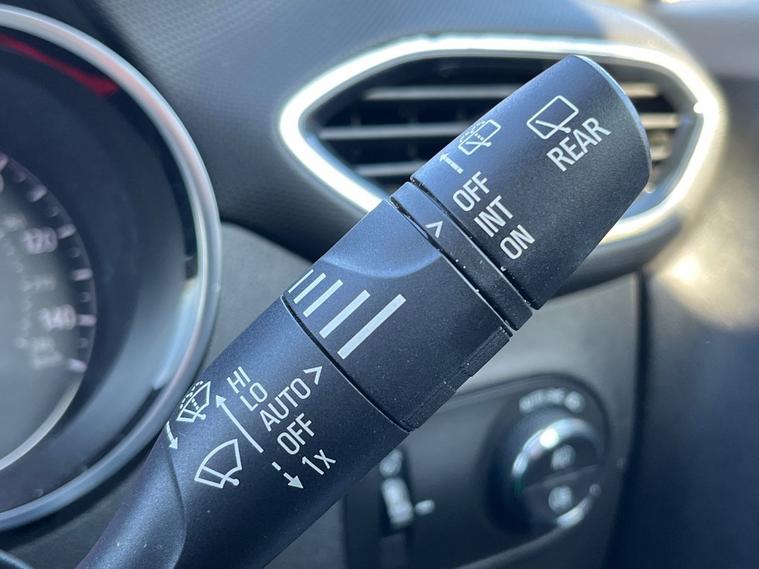 REAR
OFF
INT
ON
HI
LO
AUTO
OFF
1x
120
140